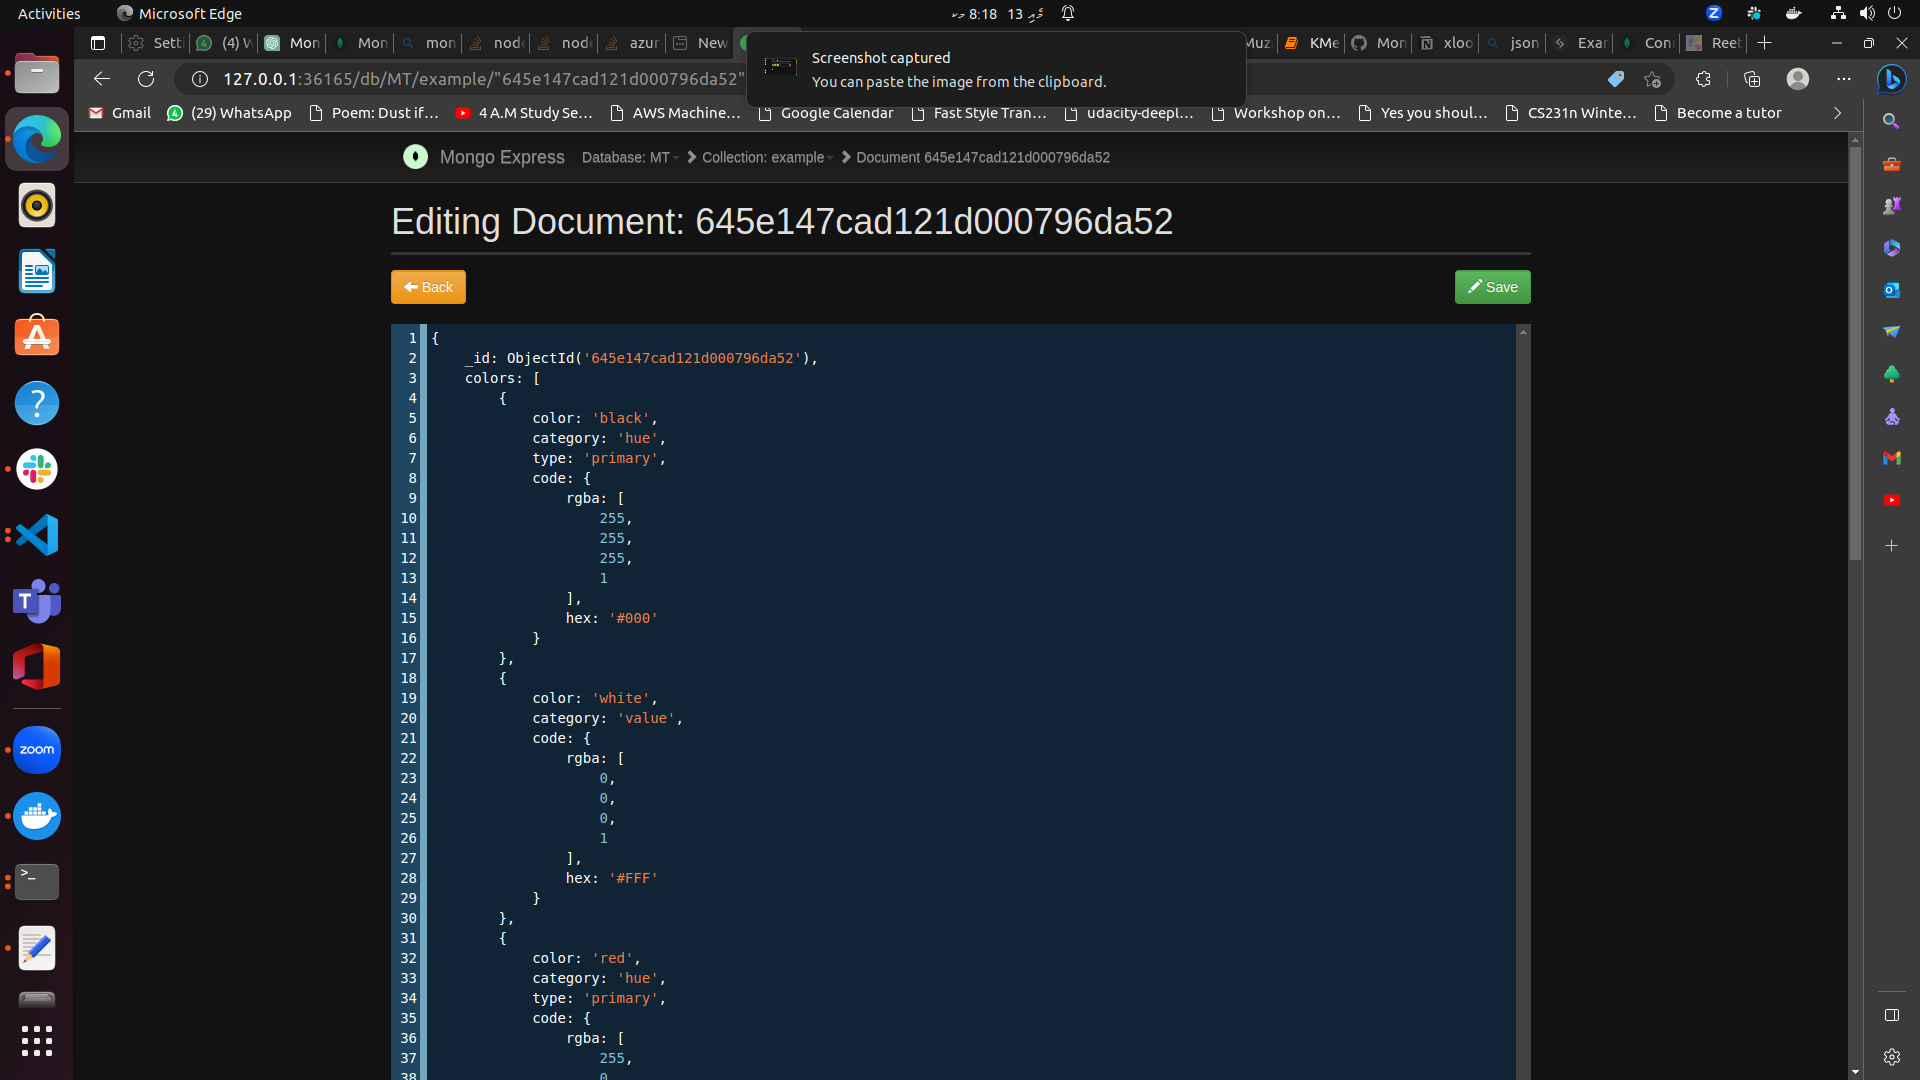 Activities
Microsoft Edge
8:18
13
Setti
(4) W
Mon
Mon
mon
node
node
azur
New
Muza
KMe
Mon
xloo
json
Exar
Con
Reet
Screenshot captured
You can paste the image from the clipboard.
127.0.0.1:36165/db/MT/example/"645e147cad121d000796da52"
Gmail
(29) WhatsApp
Poem: Dust if…
4 A.M Study Se…
AWS Machine…
Google Calendar
Fast Style Tran…
udacity-deepl…
Workshop on…
Yes you shoul…
CS231n Winte…
Become a tutor
Mongo Express
Database: MT
Collection: example
Document 645e147cad121d000796da52
Editing Document: 645e147cad121d000796da52
Back
Save
1 {
2 _id: ObjectId('645e147cad121d000796da52'),
3 colors: [
4 {
5 color: 'black',
6 category: 'hue',
7 type: 'primary',
8 code: {
9 rgba: [
10 255,
11 255,
12 255,
13 1
14 ],
15 hex: '#000'
16 }
17 },
18 {
19 color: 'white',
20 category: 'value',
21 code: {
22 rgba: [
23 0,
24 0,
25 0,
26 1
27 ],
28 hex: '#FFF'
29 }
30 },
31 {
32 color: 'red',
33 category: 'hue',
34 type: 'primary',
35 code: {
36 rgba: [
37 255,
38 0
zoom